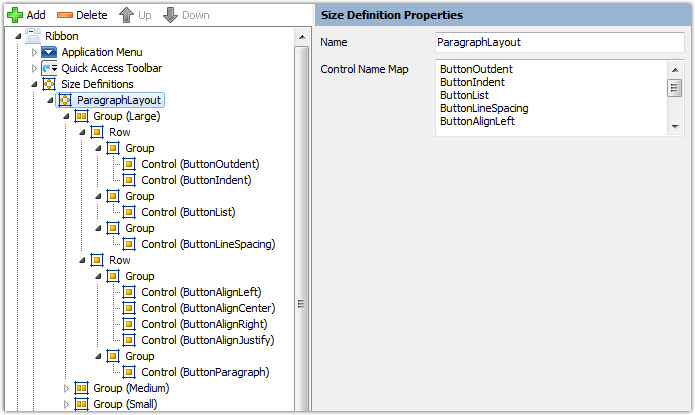 Add Delete Up Down
Ribbon
Application Menu
Quick Access Toolbar
Size Definitions
ParagraphLayout
Group (Large)
Row
Group
Control (ButtonOutdent)
Control (ButtonIndent)
Group
Control (ButtonList)
Group
Control (ButtonLineSpacing)
Row
Group
Control (ButtonAlignLeft)
Control (ButtonAlignCenter)
Control (ButtonAlignRight)
Control (ButtonAlignJustify)
Group
Control (ButtonParagraph)
Group (Medium)
Group (Small)
Size Definition Properties
Name ParagraphLayout
Control Name Map ButtonOutdent
ButtonIndent
ButtonList
ButtonLineSpacing
ButtonAlignLeft